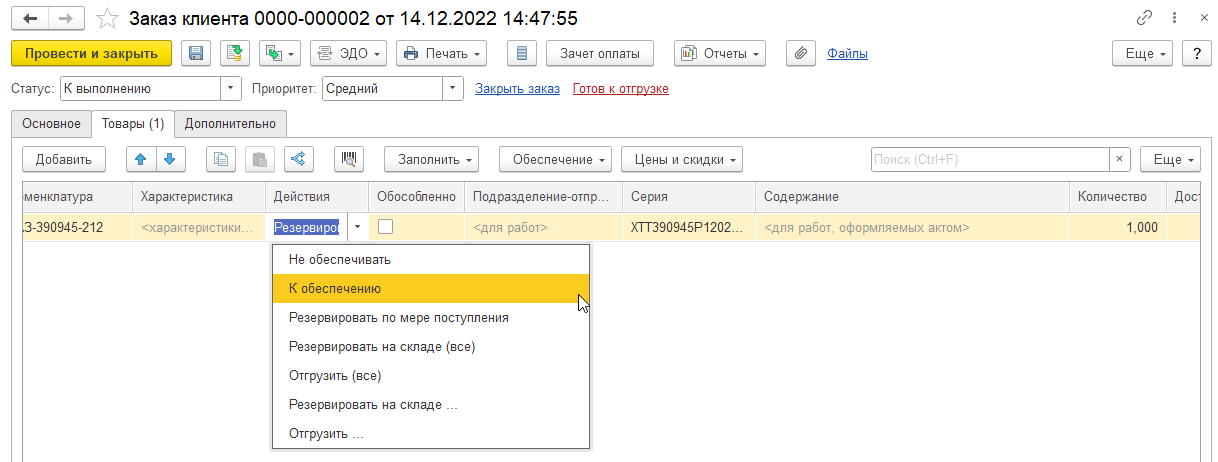 Заказ клиента 0000-000002 от 14.12.2022 14:47:55
Провести и закрыть ЭДО Печать Зачет оплаты Отчеты Файлы Еще ?
Статус: К выполнению Приоритет: Средний Закрыть заказ Готов к отгрузке
Основное Товары (1) Дополнительно
Добавить Заполнить Обеспечение Цены и скидки Поиск (Ctrl+F) × Еще
менклатура Характеристика Действия Обособленно Подразделение-отпр... Серия Содержание Количество Дост
АЗ-390945-212 <характеристики... Резервиро <для работ> ХТТ390945Р1202... <для работ, оформляемых актом> 1,000
Не обеспечивать
К обеспечению
Резервировать по мере поступления
Резервировать на складе (все)
Отгрузить (все)
Резервировать на складе ...
Отгрузить ...